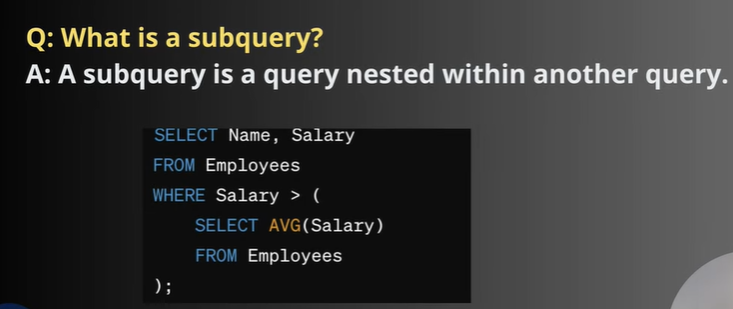 Q: What is a subquery?
A: A subquery is a query nested within another query.
SELECT Name, Salary
FROM Employees
WHERE Salary > (
SELECT AVG(Salary)
FROM Employees
);